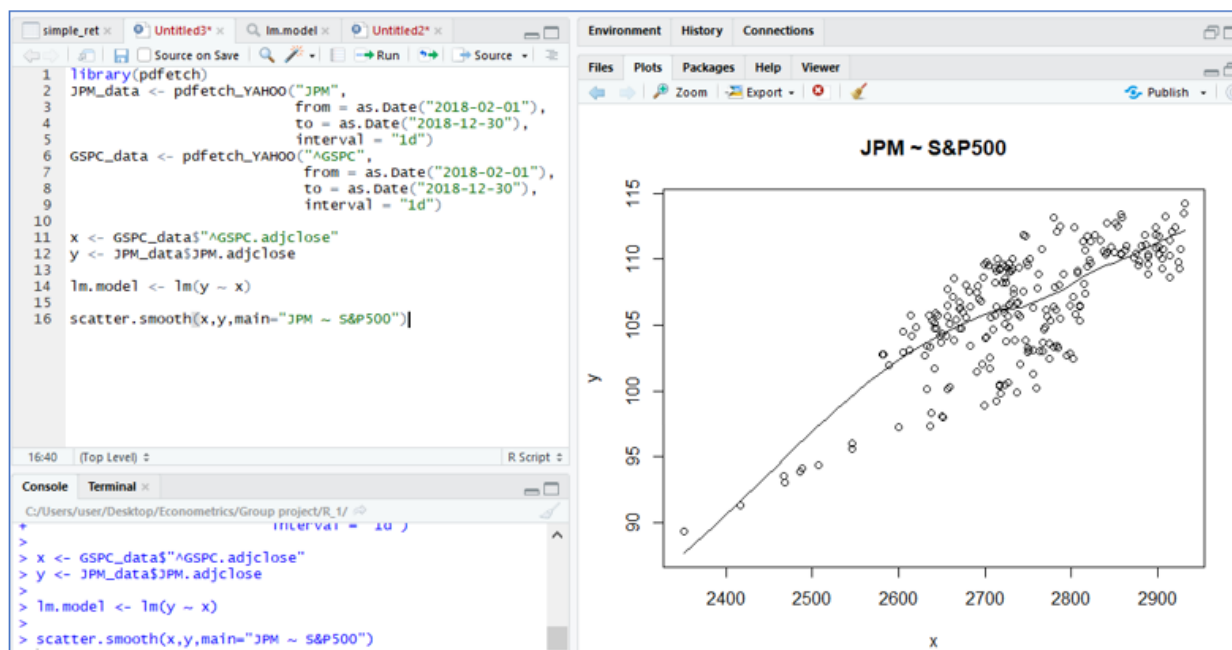 simple_ret × Untitled3* × lm.model × Untitled2* ×
Source on Save Run Source
1 library(pdfetch)
2 JPM_data <- pdfetch_YAHOO("JPM",
3 from = as.Date("2018-02-01"),
4 to = as.Date("2018-12-30"),
5 interval = "1d")
6 GSPC_data <- pdfetch_YAHOO("^GSPC",
7 from = as.Date("2018-02-01"),
8 to = as.Date("2018-12-30"),
9 interval = "1d")
10
11 x <- GSPC_data$"^GSPC.adjclose"
12 y <- JPM_data$JPM.adjclose
13
14 lm.model <- lm(y ~ x)
15
16 scatter.smooth(x,y,main="JPM ~ S&P500")
16:40 (Top Level) R Script
Console Terminal ×
C:/Users/user/Desktop/Econometrics/Group project/R_1/
+ interval = "1d")
>
> x <- GSPC_data$"^GSPC.adjclose"
> y <- JPM_data$JPM.adjclose
>
> lm.model <- lm(y ~ x)
>
> scatter.smooth(x,y,main="JPM ~ S&P500")
Environment History Connections
Files Plots Packages Help Viewer
Zoom Export Publish
JPM ~ S&P500
115
110
105
100
95
90
y
2400 2500 2600 2700 2800 2900
x